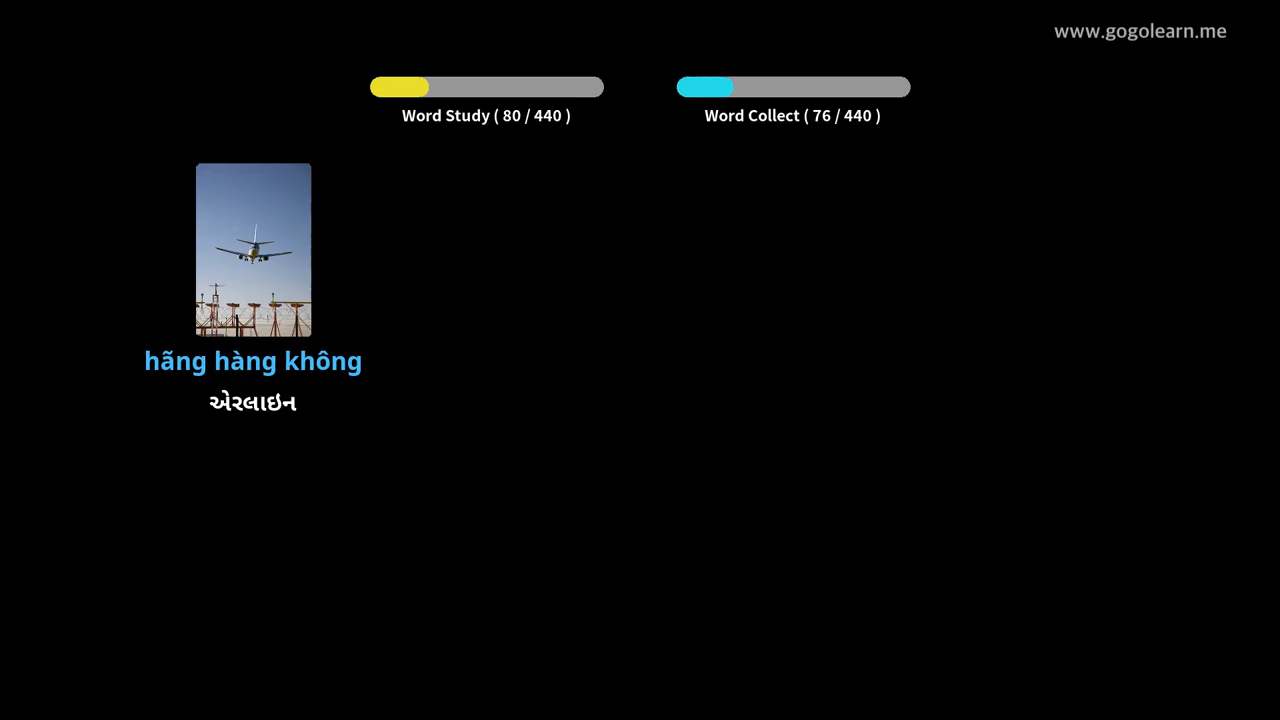 www.gogolearn.me
Word Study ( 80 / 440 )
Word Collect ( 76 / 440 )
hãng hàng không
એરલાઇન